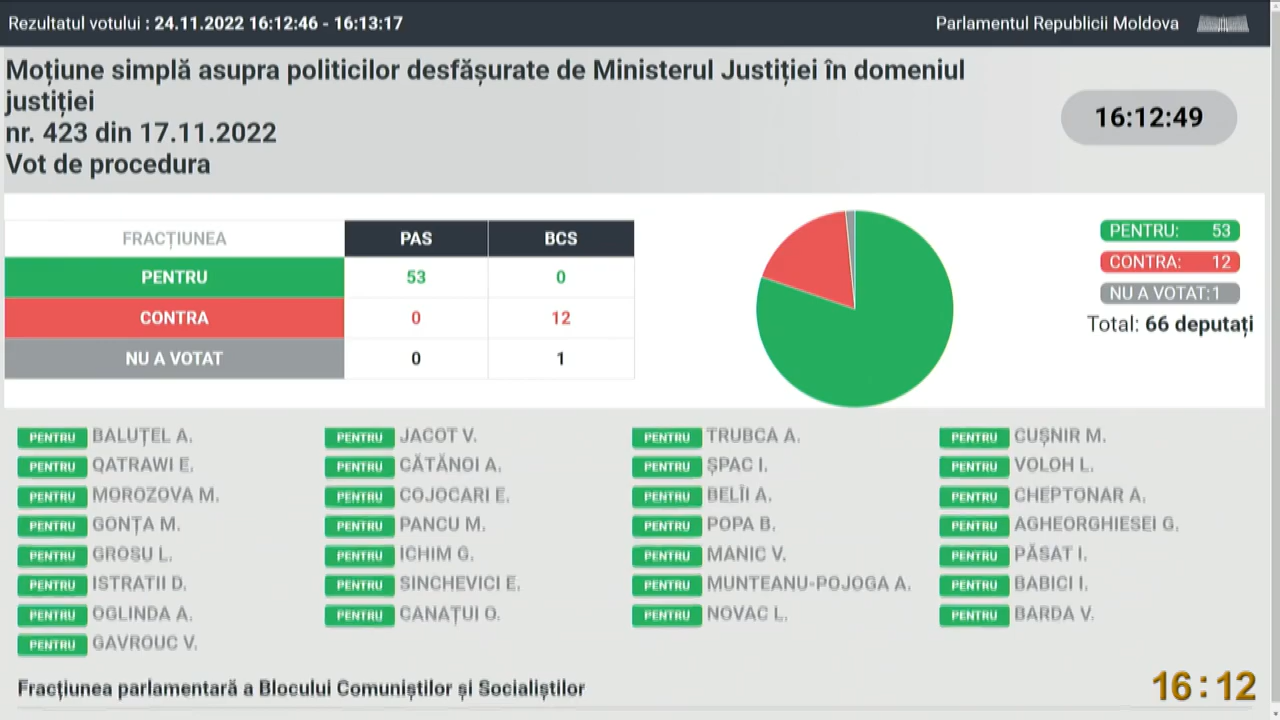 Rezultatul votului : 24.11.2022 16:12:46 - 16:13:17
Parlamentul Republicii Moldova
Moțiune simplă asupra politicilor desfășurate de Ministerul Justiției în domeniul
justiției
nr. 423 din 17.11.2022
Vot de procedura
16:12:49
FRACȚIUNEA PAS BCS
PENTRU 53 0
CONTRA 0 12
NU A VOTAT 0 1
PENTRU: 53
CONTRA: 12
NU A VOTAT: 1
Total: 66 deputați
PENTRU BALUȚEL A. PENTRU JACOT V. PENTRU TRUBCA A. PENTRU CUȘNIR M.
PENTRU QATRAWI E. PENTRU CĂTĂNOI A. PENTRU ȘPAC I. PENTRU VOLOH L.
PENTRU MOROZOVA M. PENTRU COJOCARI E. PENTRU BELÎI A. PENTRU CHEPTONAR A.
PENTRU GONȚA M. PENTRU PANCU M. PENTRU POPA B. PENTRU AGHEORGHIESEI G.
PENTRU GROSU L. PENTRU ICHIM G. PENTRU MANIC V. PENTRU PĂSAT I.
PENTRU ISTRATII D. PENTRU SINCHEVICI E. PENTRU MUNTEANU-POJOGA A. PENTRU BABICI I.
PENTRU OGLINDA A. PENTRU CANAȚUI O. PENTRU NOVAC L. PENTRU BARDA V.
PENTRU GAVROUC V.
Fracțiunea parlamentară a Blocului Comuniștilor și Socialiștilor
16:12